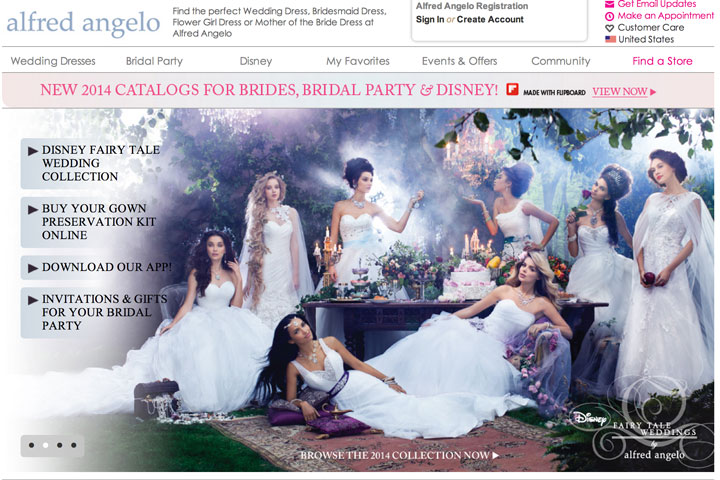 alfred angelo
Find the perfect Wedding Dress, Bridesmaid Dress,
Flower Girl Dress or Mother of the Bride Dress at
Alfred Angelo
Alfred Angelo Registration
Sign In or Create Account
Get Email Updates
Make an Appointment
Customer Care
United States
Wedding Dresses
Bridal Party
Disney
My Favorites
Events & Offers
Community
Find a Store
NEW 2014 CATALOGS FOR BRIDES, BRIDAL PARTY & DISNEY! MADE WITH FLIPBOARD VIEW NOW
DISNEY FAIRY TALE
WEDDING
COLLECTION
BUY YOUR GOWN
PRESERVATION KIT
ONLINE
DOWNLOAD OUR APP!
INVITATIONS & GIFTS
FOR YOUR BRIDAL
PARTY
Disney
FAIRY TALE
WEDDINGS
by
alfred angelo
BROWSE THE 2014 COLLECTION NOW